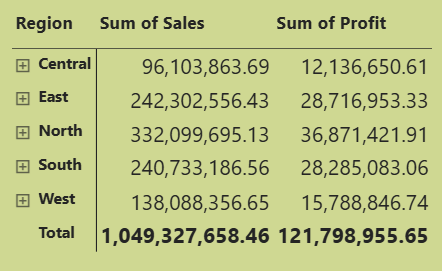 Region Sum of Sales Sum of Profit
Central 96,103,863.69 12,136,650.61
East 242,302,556.43 28,716,953.33
North 332,099,695.13 36,871,421.91
South 240,733,186.56 28,285,083.06
West 138,088,356.65 15,788,846.74
Total 1,049,327,658.46 121,798,955.65